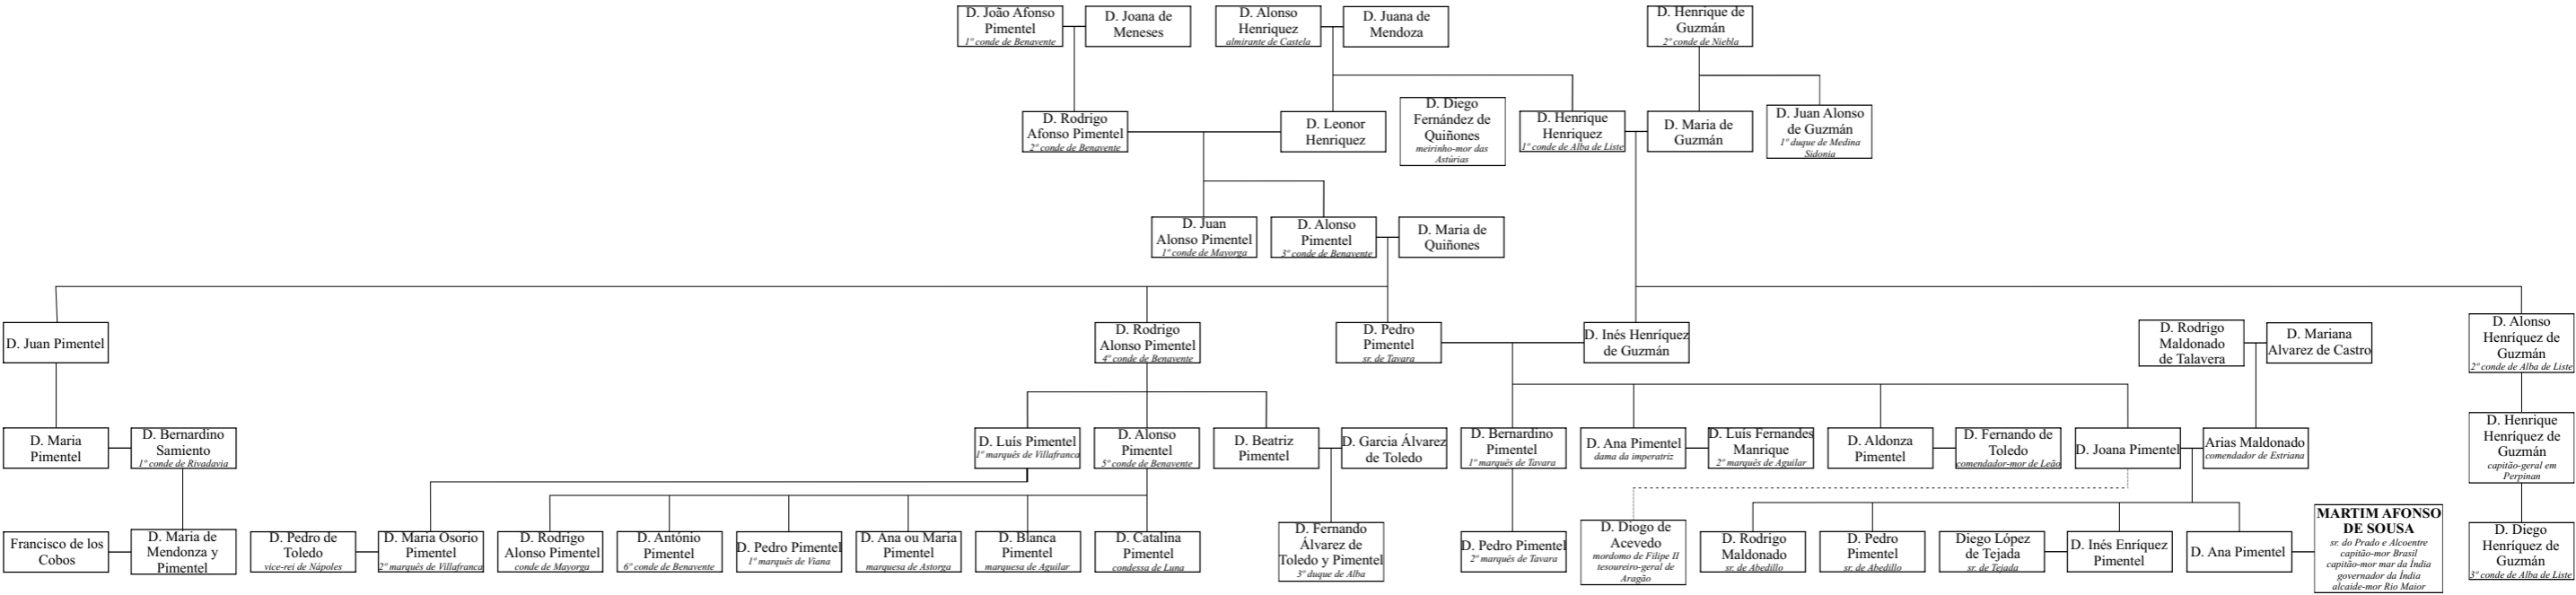 D. João Afonso
Pimentel
1º conde de Benavente
D. Joana de
Meneses
D. Alonso
Henriquez
almirante de Castela
D. Juana de
Mendoza
D. Henrique de
Guzmán
2º conde de Niebla
D. Rodrigo
Afonso Pimentel
2º conde de Benavente
D. Leonor
Henriquez
D. Diego
Fernández de
Quiñones
meirinho-mor das
Astúrias
D. Henrique
Henriquez
1º conde de Alba de Liste
D. Maria de
Guzmán
D. Juan Alonso
de Guzmán
1º duque de Medina
Sidonia
D. Juan
Alonso Pimentel
1º conde de Mayorga
D. Alonso
Pimentel
3º conde de Benavente
D. Maria de
Quiñones
D. Juan Pimentel
D. Rodrigo
Alonso Pimentel
4º conde de Benavente
D. Pedro
Pimentel
sr. de Tavara
D. Inés Henríquez
de Guzmán
D. Rodrigo
Maldonado
de Talavera
D. Mariana
Alvarez de Castro
D. Alonso
Henríquez de
Guzmán
2º conde de Alba de Liste
D. Maria
Pimentel
D. Bernardino
Samiento
1º conde de Rivadavia
D. Luís Pimentel
1º marquês de Villafranca
D. Alonso
Pimentel
5º conde de Benavente
D. Beatriz
Pimentel
D. Garcia Álvarez
de Toledo
D. Bernardino
Pimentel
1º marquês de Tavara
D. Ana Pimentel
dama da imperatriz
D. Luís Fernandes
Manrique
2º marquês de Aguilar
D. Aldonza
Pimentel
D. Fernando de
Toledo
comendador-mor de Leão
D. Joana Pimentel
Arias Maldonado
comendador de Estriana
D. Henrique
Henríquez de
Guzmán
capitão-geral em
Perpinan
Francisco de los
Cobos
D. Maria de
Mendonza y
Pimentel
D. Pedro de
Toledo
vice-rei de Nápoles
D. Maria Osorio
Pimentel
2º marquês de Villafranca
D. Rodrigo
Alonso Pimentel
conde de Mayorga
D. António
Pimentel
6º conde de Benavente
D. Pedro Pimentel
1º marquês de Viana
D. Ana ou Maria
Pimentel
marquesa de Astorga
D. Blanca
Pimentel
marquesa de Aguilar
D. Catalina
Pimentel
condessa de Luna
D. Fernando
Álvarez de
Toledo y Pimentel
3º duque de Alba
D. Pedro Pimentel
2º marquês de Tavara
D. Diogo de
Acevedo
mordomo de Filipe II
tesoureiro-geral de
Aragão
D. Rodrigo
Maldonado
sr. de Abedillo
D. Pedro
Pimentel
sr. de Abedillo
Diego López
de Tejada
sr. de Tejada
D. Inés Enríquez
Pimentel
D. Ana Pimentel
MARTIM AFONSO
DE SOUSA
sr. do Prado e Alcoentre
capitão-mor Brasil
capitão-mor mar da Índia
governador da Índia
alcaide-mor Rio Maior
D. Diego
Henríquez de
Guzmán
3º conde de Alba de Liste